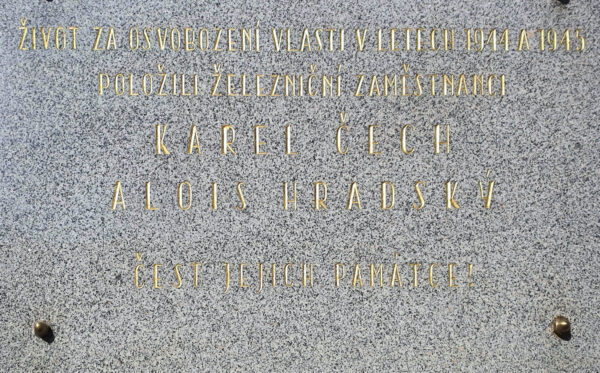 ŽIVOT ZA OSVOBOZENÍ VLASTI V LETECH 1944 A 1945
POLOŽILI ŽELEZNIČNÍ ZAMĚSTNANCI
KAREL ČECH
ALOIS HRADSKÝ
ČEST JEJICH PAMÁTCE!